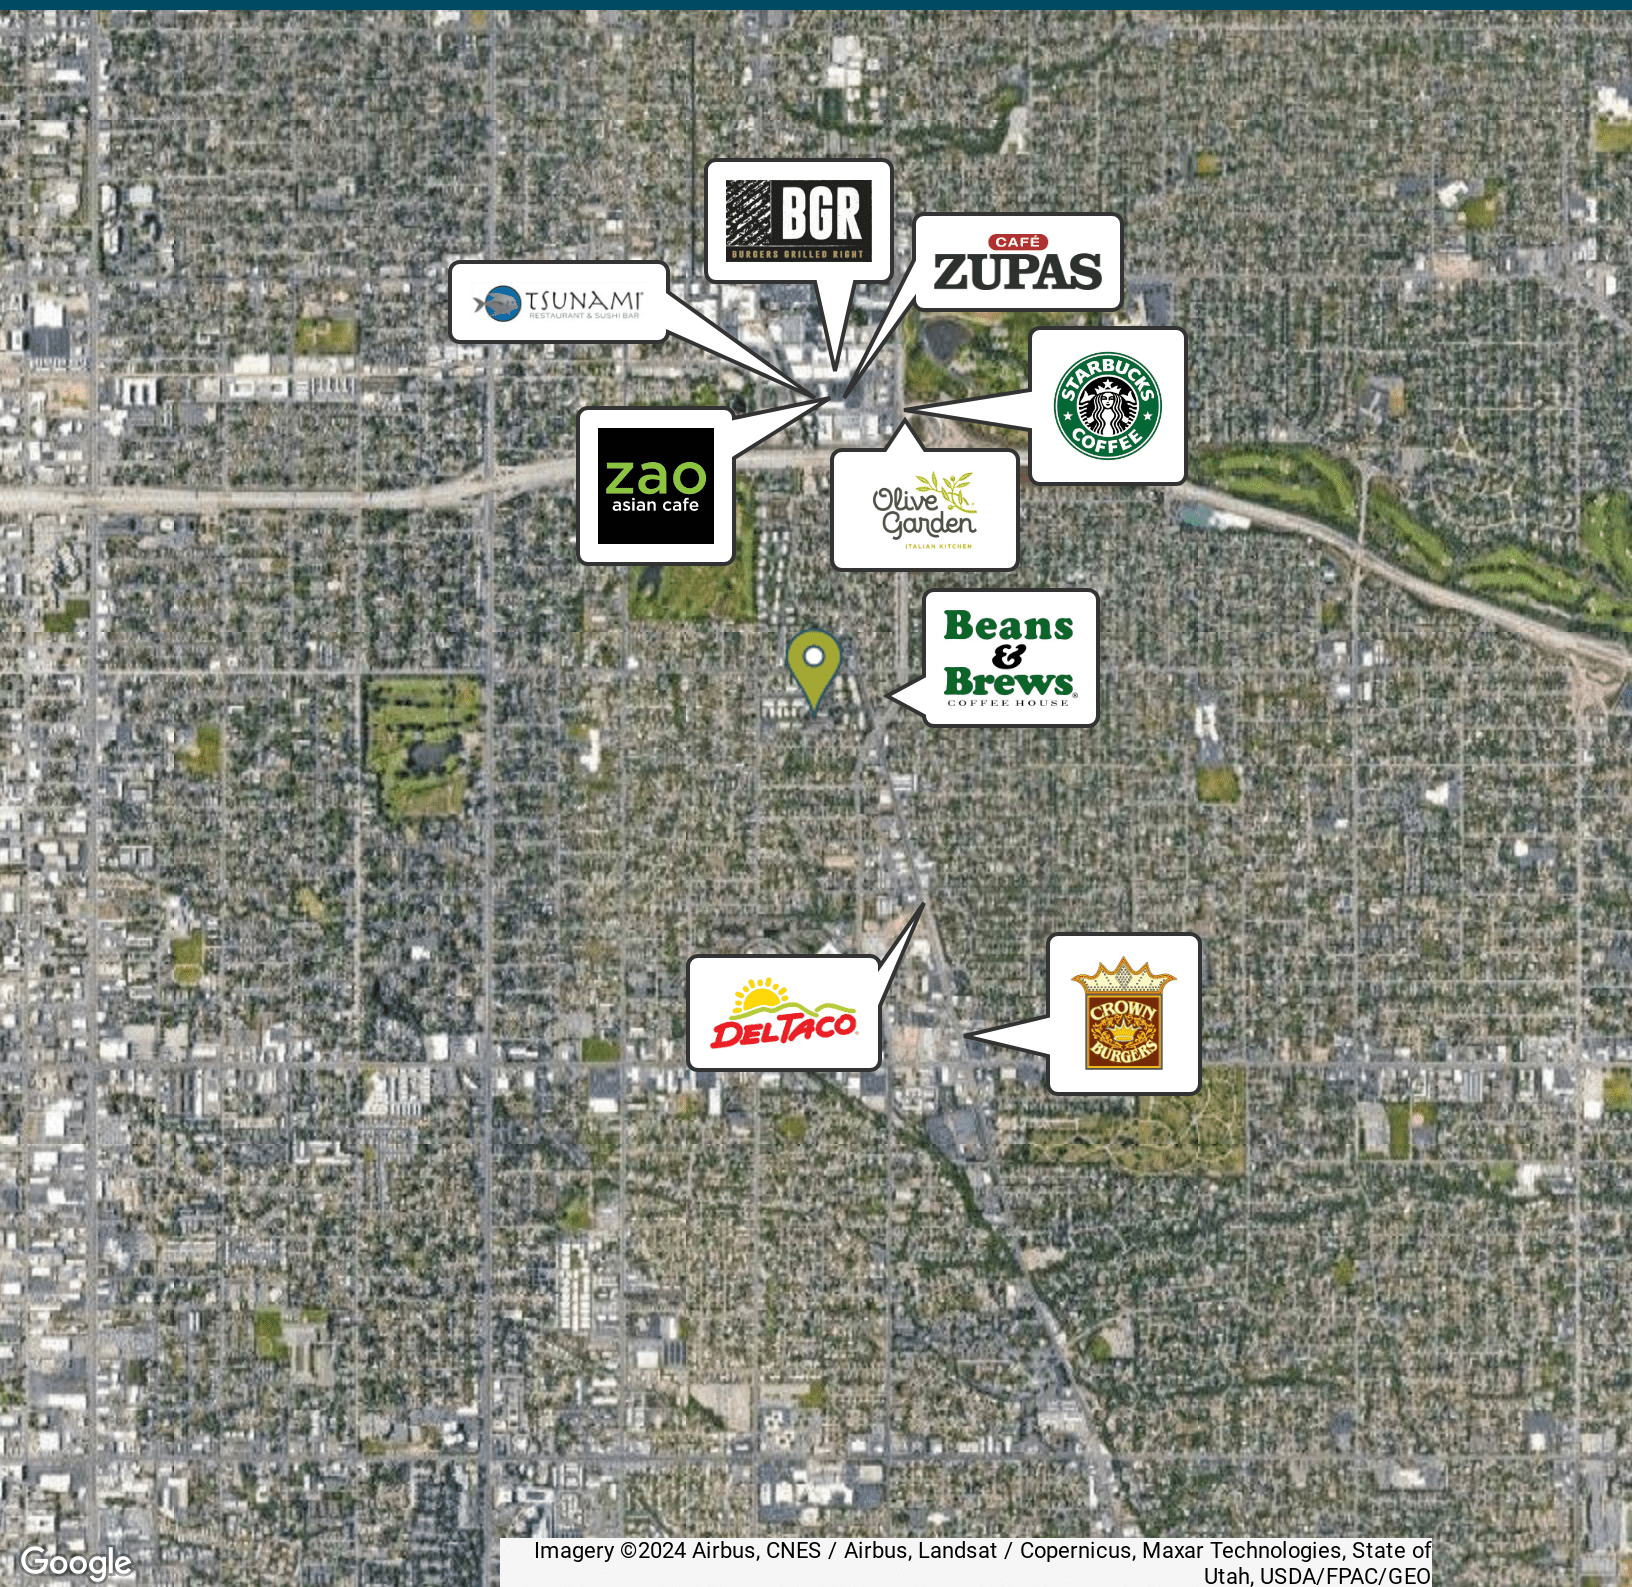 BGR
BURGERS GRILLED RIGHT
CAFÉ
ZUPAS
TSUNAMI
RESTAURANT & SUSHI BAR
STARBUCKS
COFFEE
zao
asian cafe
Olive
Garden
ITALIAN KITCHEN
Beans
&
Brews®
COFFEE HOUSE
DEL TACO
CROWN
BURGERS
Google
Imagery ©2024 Airbus, CNES / Airbus, Landsat / Copernicus, Maxar Technologies, State of
Utah, USDA/FPAC/GEO